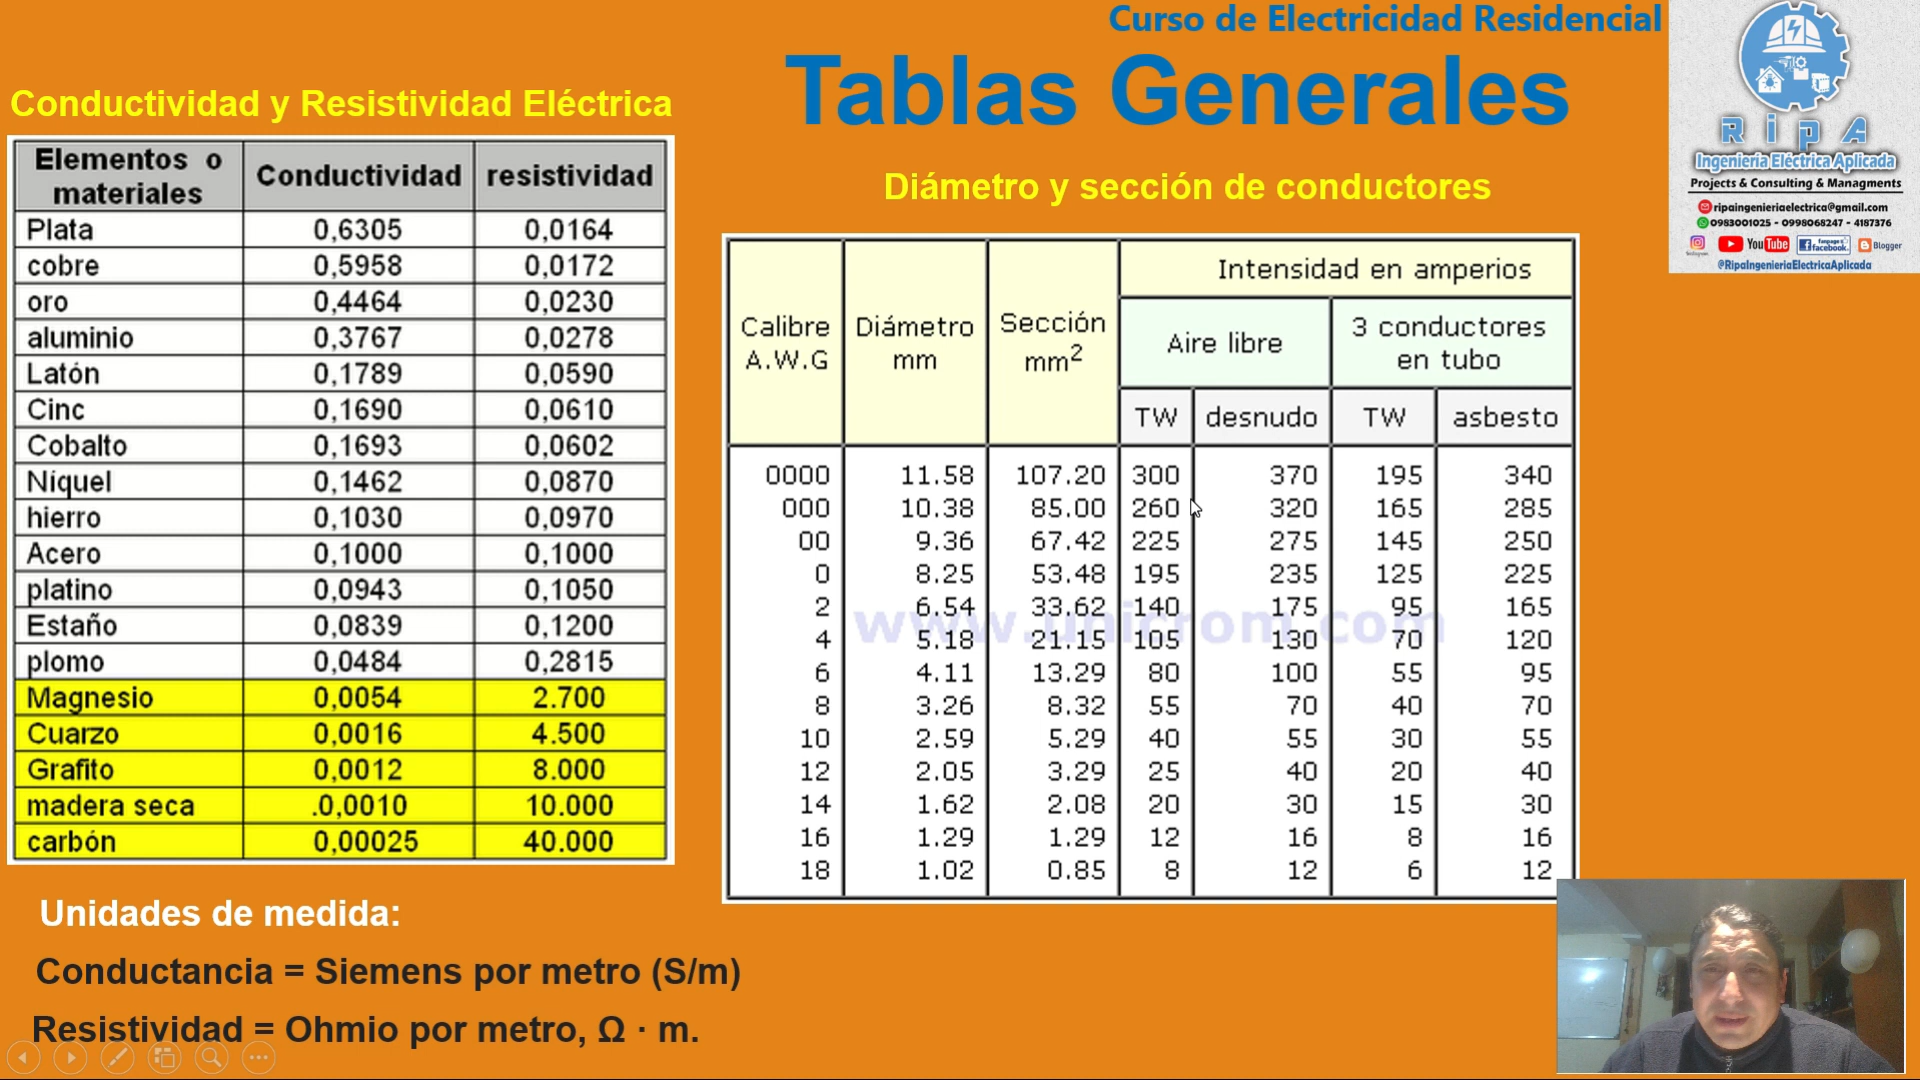 Curso de Electricidad Residencial
Tablas Generales
Conductividad y Resistividad Eléctrica
Elementos o materiales Conductividad resistividad
Plata 0,6305 0,0164
cobre 0,5958 0,0172
oro 0,4464 0,0230
aluminio 0,3767 0,0278
Latón 0,1789 0,0590
Cinc 0,1690 0,0610
Cobalto 0,1693 0,0602
Níquel 0,1462 0,0870
hierro 0,1030 0,0970
Acero 0,1000 0,1000
platino 0,0943 0,1050
Estaño 0,0839 0,1200
plomo 0,0484 0,2815
Magnesio 0,0054 2.700
Cuarzo 0,0016 4.500
Grafito 0,0012 8.000
madera seca .0,0010 10.000
carbón 0,00025 40.000
Unidades de medida:
Conductancia = Siemens por metro (S/m)
Resistividad = Ohmio por metro, Ω · m.
Diámetro y sección de conductores
Intensidad en amperios
Calibre A.W.G Diámetro mm Sección mm2 Aire libre 3 conductores en tubo
TW desnudo TW asbesto
0000 11.58 107.20 300 370 195 340
000 10.38 85.00 260 320 165 285
00 9.36 67.42 225 275 145 250
0 8.25 53.48 195 235 125 225
2 6.54 33.62 140 175 95 165
4 5.18 21.15 105 130 70 120
6 4.11 13.29 80 100 55 95
8 3.26 8.32 55 70 40 70
10 2.59 5.29 40 55 30 55
12 2.05 3.29 25 40 20 40
14 1.62 2.08 20 30 15 30
16 1.29 1.29 12 16 8 16
18 1.02 0.85 8 12 6 12
www.unicrom.com
RiPA
Ingenieria Eléctrica Aplicada
Projects & Consulting & Managments
ripaingenieriaelectrica@gmail.com
0983001025 - 0998068247 - 4187376
YouTube facebook Blogger
@RipaIngenieriaElectricaAplicada